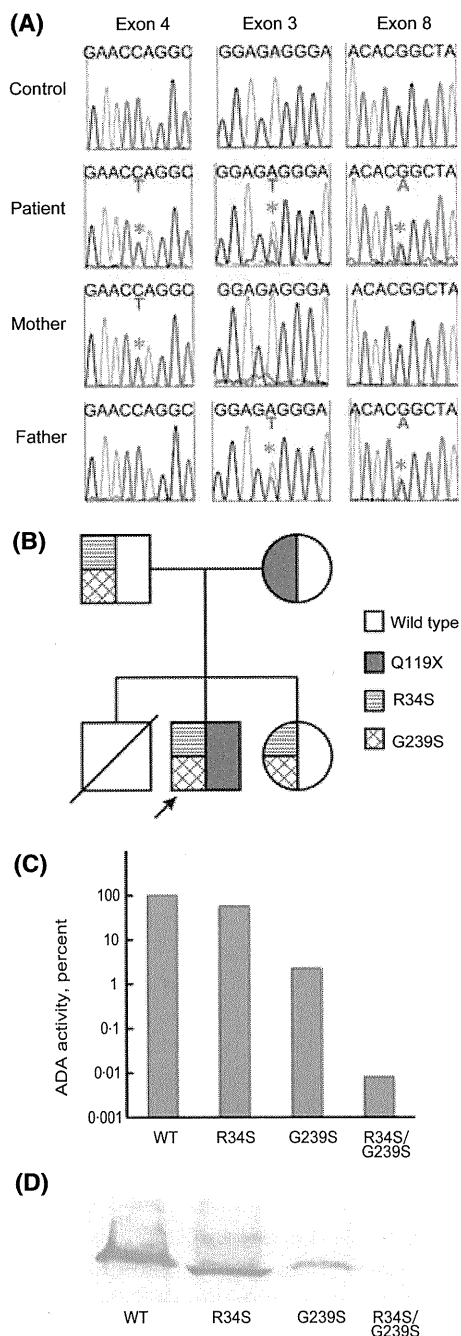 (A)
Exon 4 Exon 3 Exon 8
GAACCAGGC GGAGAGGGA ACACGGCTA
Control
GAACCAGGC GGAGAGGGA ACACGGCTA
T T A
* * *
Patient
GAACCAGGC GGAGAGGGA ACACGGCTA
T
*
Mother
GAACCAGGC GGAGAGGGA ACACGGCTA
T A
* *
Father
(B)
Wild type
Q119X
R34S
G239S
(C)
ADA activity, percent
100
10
1
0·1
0·01
0·001
WT R34S G239S R34S/
G239S
(D)
WT R34S G239S R34S/
G239S